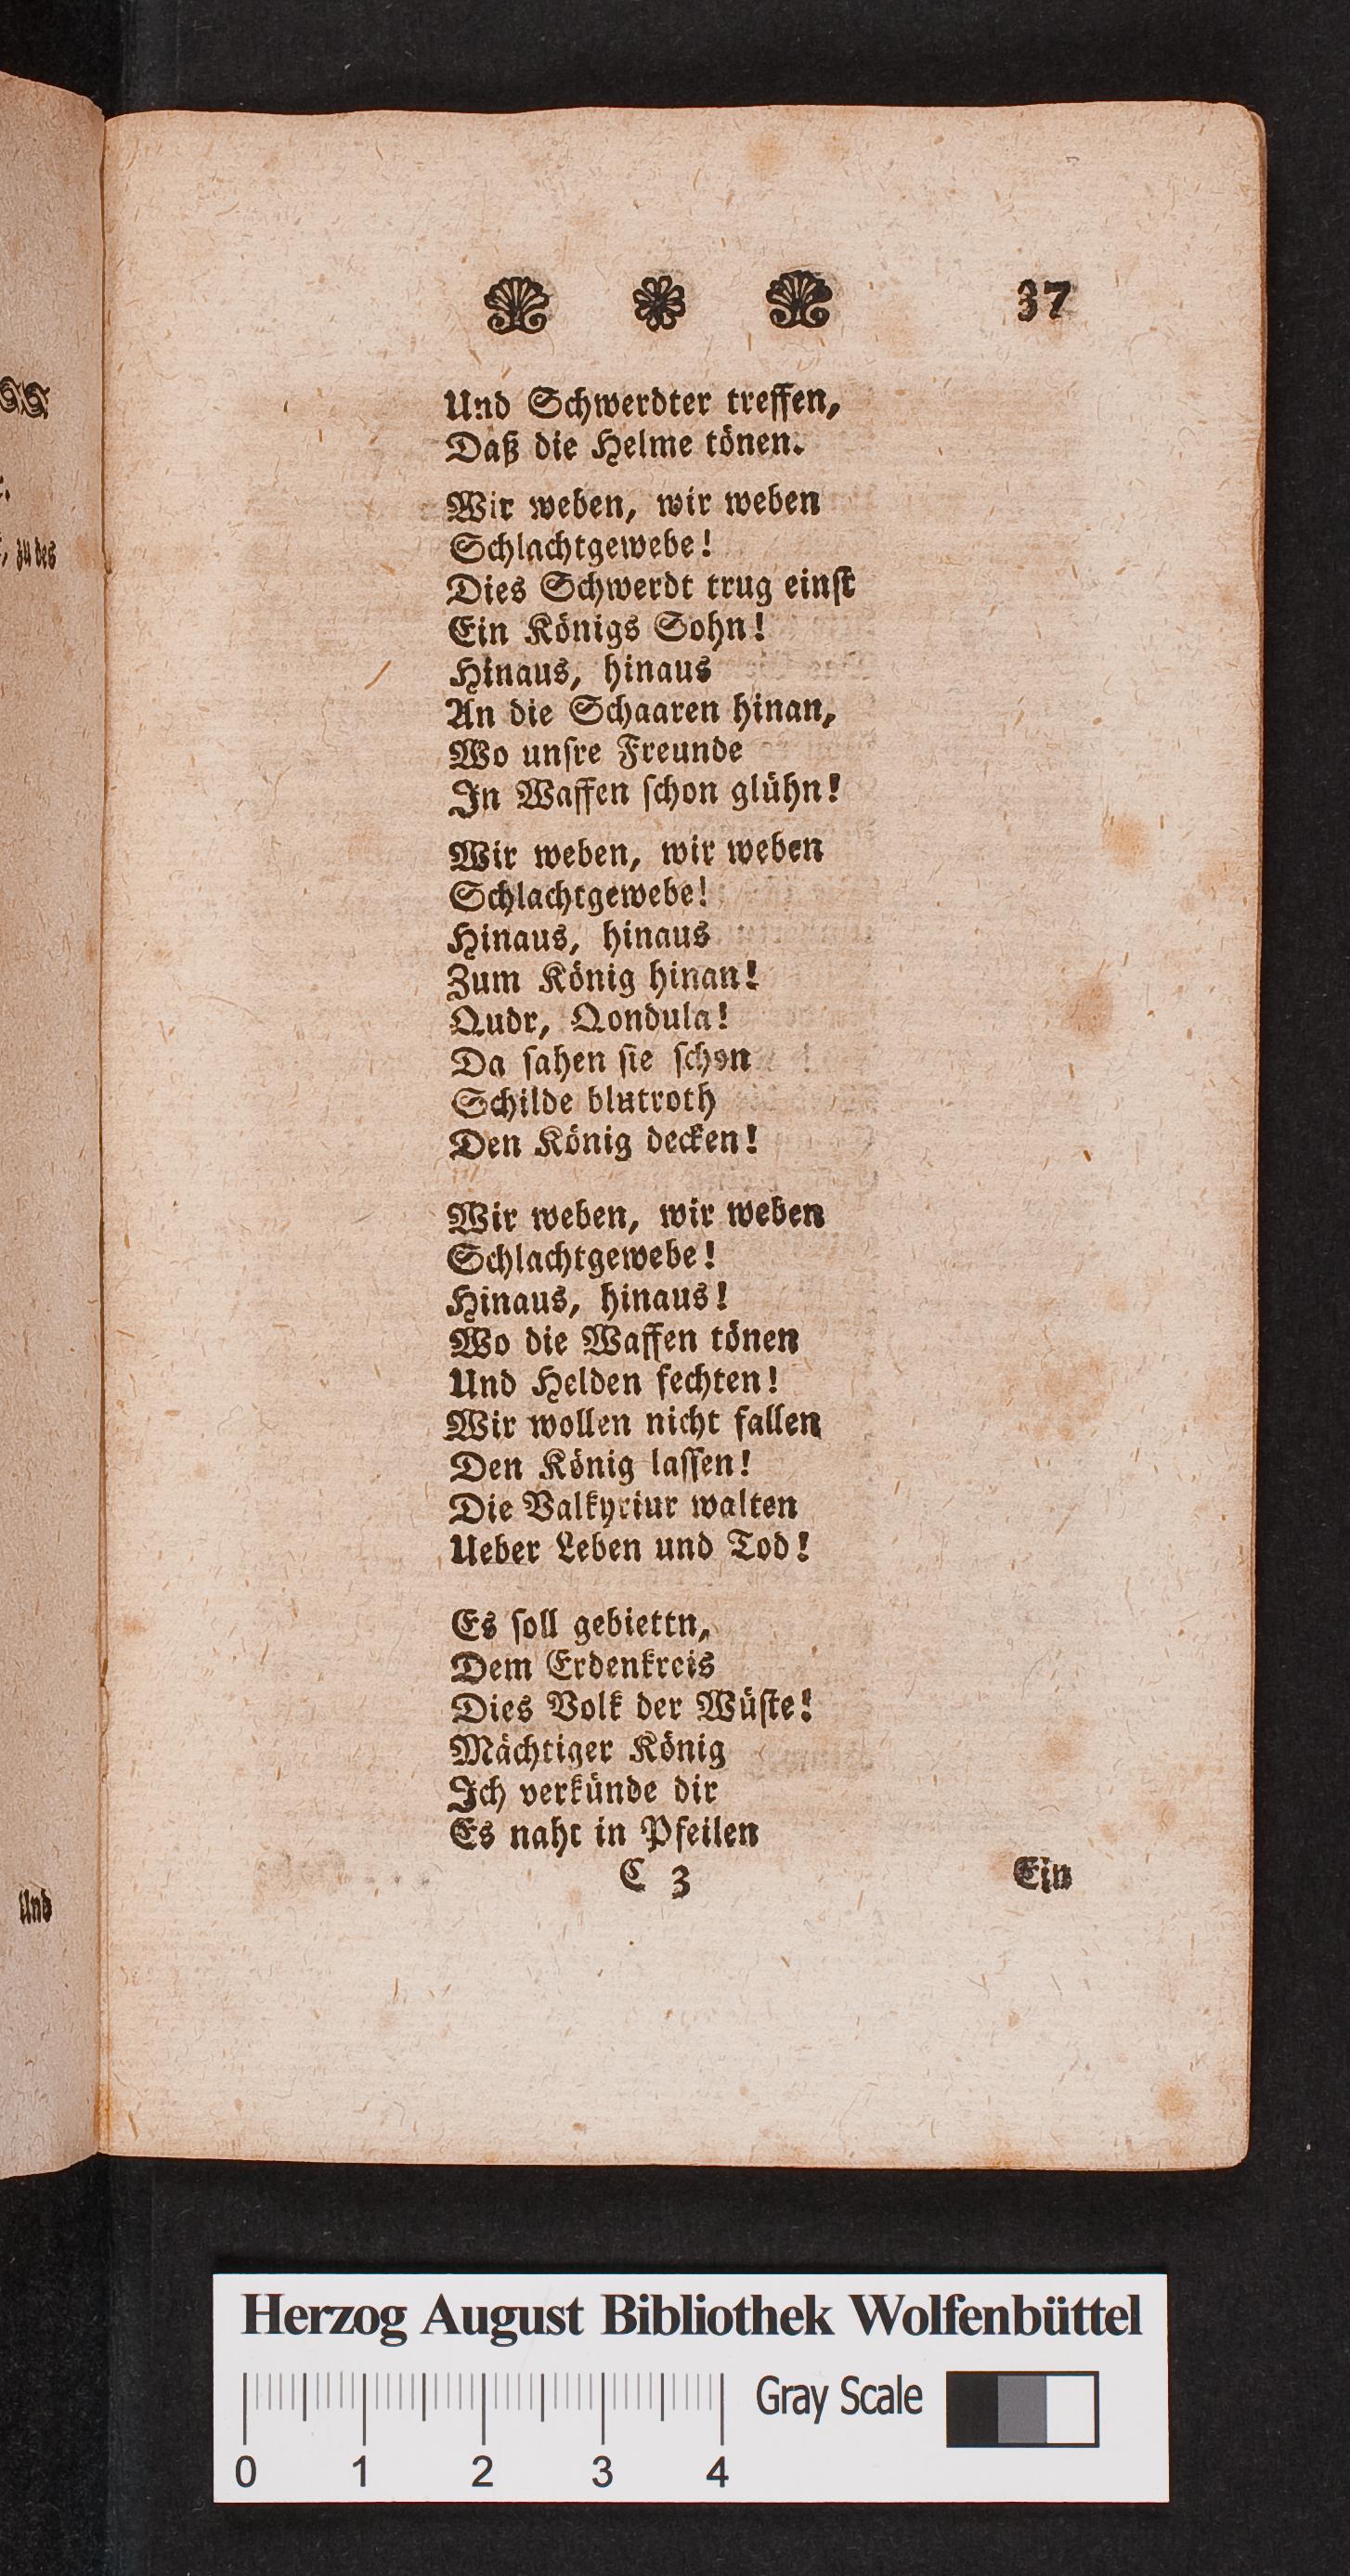 37
Und Schwerdter treffen,
Daß die Helme tönen.
Wir weben, wir weben
Schlachtgewebe!
Dies Schwerdt trug einſt
Ein Königs Sohn!
Hinaus, hinaus
An die Schaaren hinan,
Wo unſre Freunde
In Waffen ſchon glühn!
Wir weben, wir weben
Schlachtgewebe!
Hinaus, hinaus
Zum König hinan!
Qudr, Qondula!
Da ſahen ſie ſchon
Schilde blutroth
Den König decken!
Wir weben, wir weben
Schlachtgewebe!
Hinaus, hinaus!
Wo die Waffen tönen
Und Helden fechten!
Wir wollen nicht fallen
Den König laſſen!
Die Valkyriur walten
Ueber Leben und Tod!
Es ſoll gebiettn,
Dem Erdenkreis
Dies Volk der Wüſte!
Mächtiger König
Ich verkünde dir
Es naht in Pfeilen
C 3 Ein
zu des
Und
Herzog August Bibliothek Wolfenbüttel
Gray Scale
0 1 2 3 4